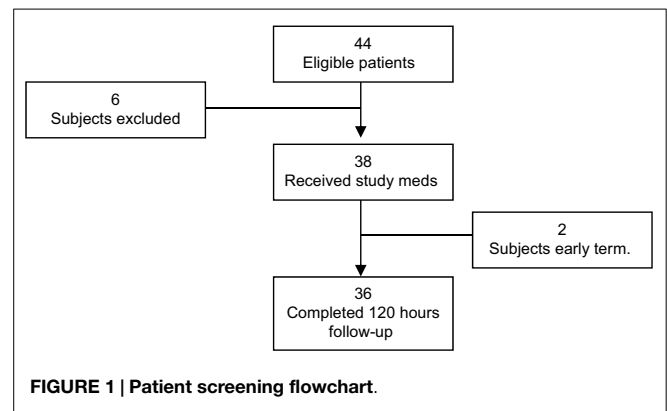 44
Eligible patients
6
Subjects excluded
38
Received study meds
2
Subjects early term.
36
Completed 120 hours
follow-up
FIGURE 1 | Patient screening flowchart.